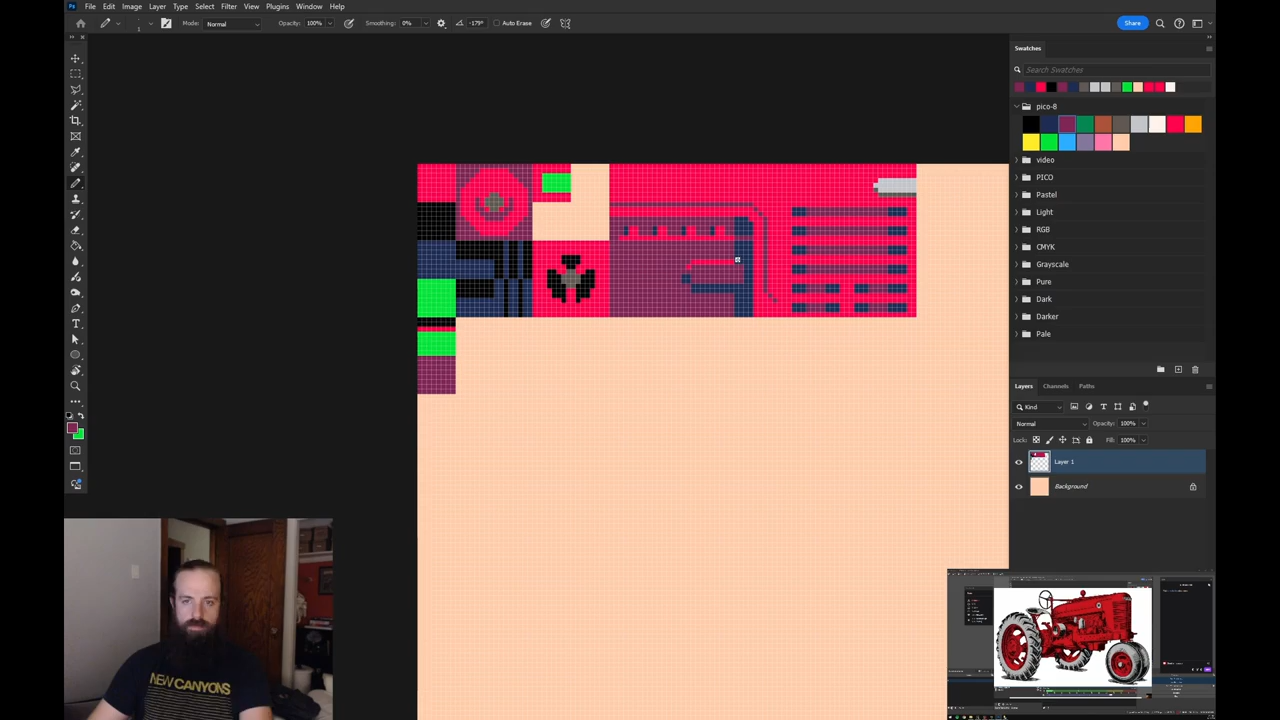 File Edit Image Layer Type Select Filter View Plugins Window Help
1 Mode: Normal Opacity: 100% Smoothing: 0% -179° Auto Erase Share
Swatches
Search Swatches
pico-8
video
PICO
Pastel
Light
RGB
CMYK
Grayscale
Pure
Dark
Darker
Pale
Layers Channels Paths
Kind
Normal Opacity: 100%
Lock: Fill: 100%
Layer 1
Background
NEW CANYONS